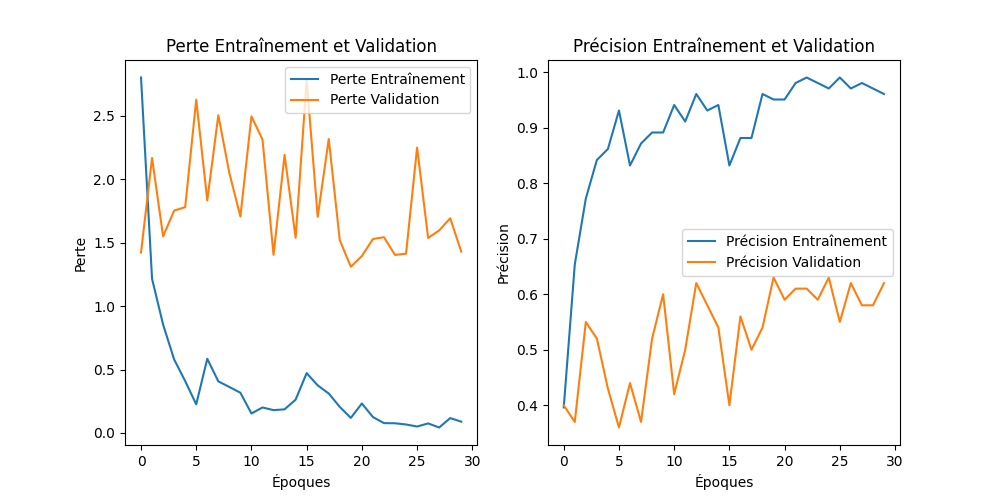 Perte Entraînement et Validation
Perte Entraînement
Perte Validation
Perte
2.5
2.0
1.5
1.0
0.5
0.0
0 5 10 15 20 25 30
Époques
Précision Entraînement et Validation
Précision Entraînement
Précision Validation
Précision
1.0
0.9
0.8
0.7
0.6
0.5
0.4
0 5 10 15 20 25 30
Époques